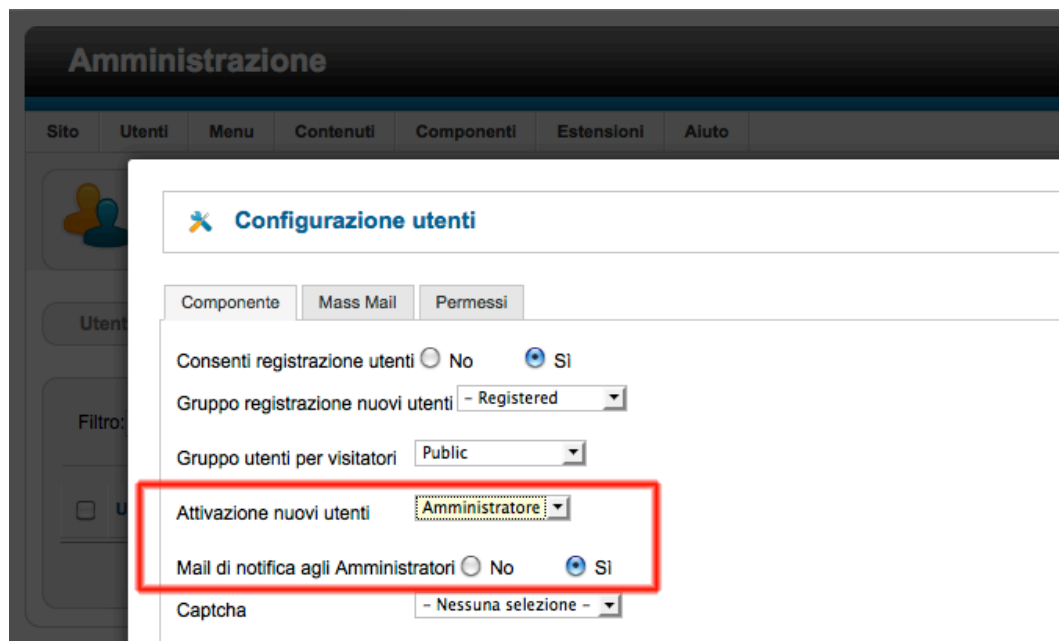 Amministrazione
Sito Utenti Menu Contenuti Componenti Estensioni Aiuto
Configurazione utenti
Componente Mass Mail Permessi
Utent
Consenti registrazione utenti No Sì
Gruppo registrazione nuovi utenti – Registered
Filtro:
Gruppo utenti per visitatori Public
U
Attivazione nuovi utenti Amministratore
Mail di notifica agli Amministratori No Sì
Captcha – Nessuna selezione –